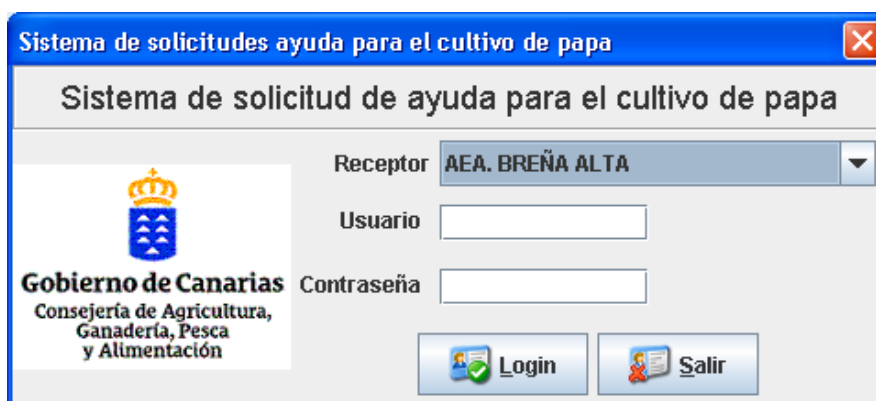 Sistema de solicitudes ayuda para el cultivo de papa
Sistema de solicitud de ayuda para el cultivo de papa
Receptor AEA. BREÑA ALTA
Usuario
Contraseña
Gobierno de Canarias
Consejería de Agricultura,
Ganadería, Pesca
y Alimentación
Login Salir